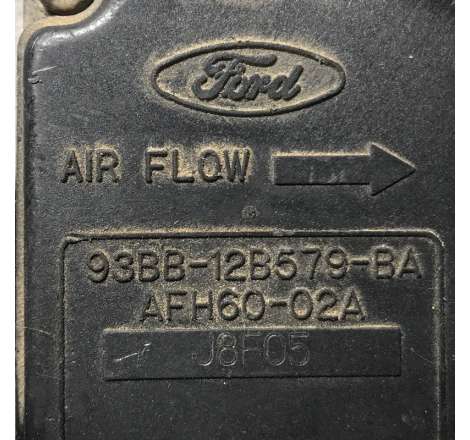 Ford
AIR FLOW
93BB-12B579-BA
AFH60-02A
J8F05